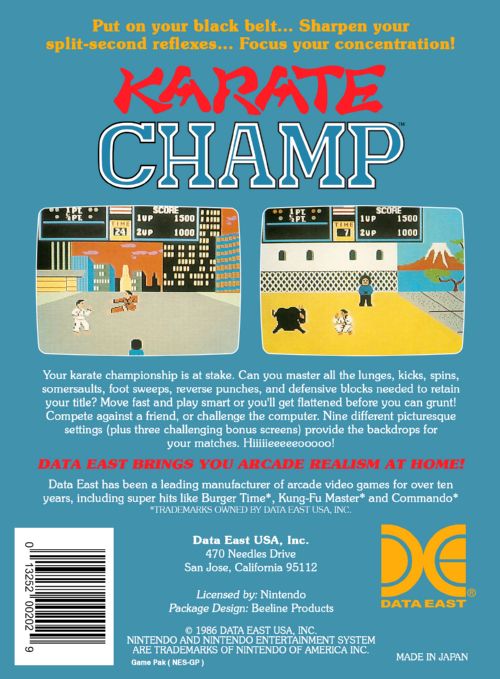 Put on your black belt... Sharpen your
split-second reflexes... Focus your concentration!
KARATE
CHAMP™
1PT. SCORE
1PT. 1UP 1500
TIME
24 2UP 1000
1PT. SCORE
1PT. 1UP 1500
TIME
7 2UP 1000
Your karate championship is at stake. Can you master all the lunges, kicks, spins,
somersaults, foot sweeps, reverse punches, and defensive blocks needed to retain
your title? Move fast and play smart or you'll get flattened before you can grunt!
Compete against a friend, or challenge the computer. Nine different picturesque
settings (plus three challenging bonus screens) provide the backdrops for
your matches. Hiiiiieeeeeooooo!
DATA EAST BRINGS YOU ARCADE REALISM AT HOME!
Data East has been a leading manufacturer of arcade video games for over ten
years, including super hits like Burger Time*, Kung-Fu Master* and Commando*
*TRADEMARKS OWNED BY DATA EAST USA, INC.
Data East USA, Inc.
470 Needles Drive
San Jose, California 95112
Licensed by: Nintendo
Package Design: Beeline Products
© 1986 DATA EAST USA, INC.
NINTENDO AND NINTENDO ENTERTAINMENT SYSTEM
ARE TRADEMARKS OF NINTENDO OF AMERICA INC.
Game Pak ( NES-GP )
0 13252 00202 9
DATA EAST®
MADE IN JAPAN